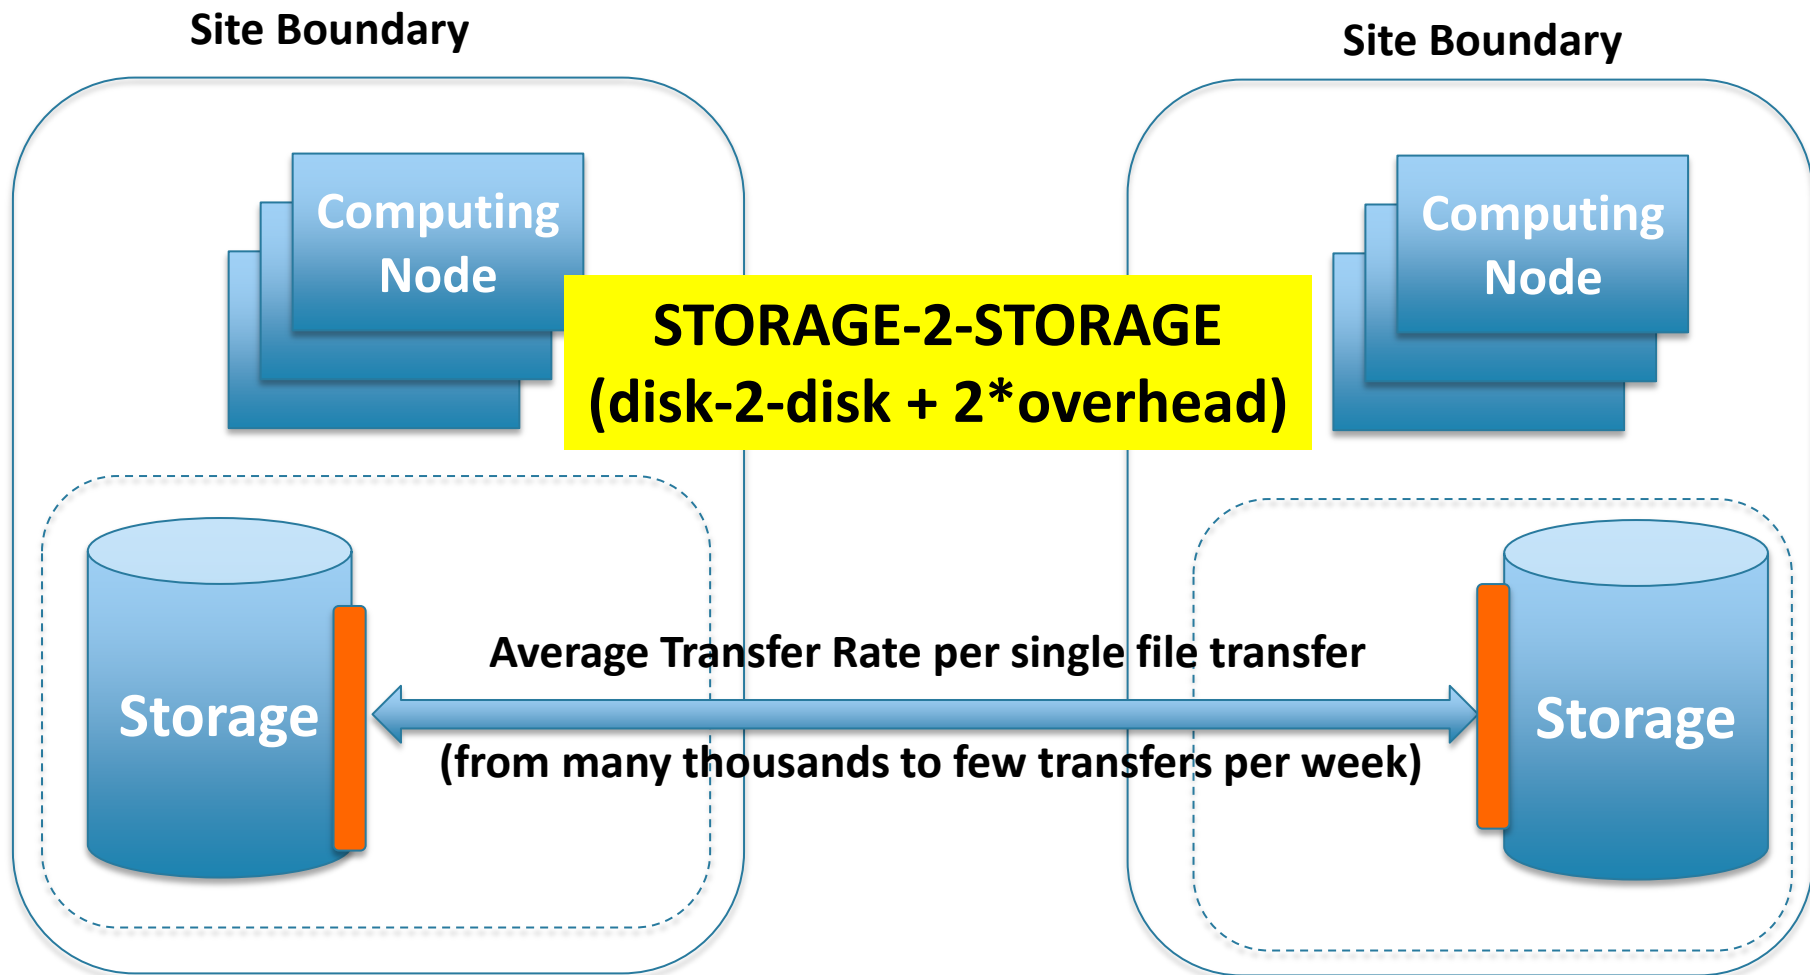 Site Boundary
Site Boundary
Computing
Node
Computing
Node
STORAGE-2-STORAGE
(disk-2-disk + 2*overhead)
Average Transfer Rate per single file transfer
Storage
Storage
(from many thousands to few transfers per week)